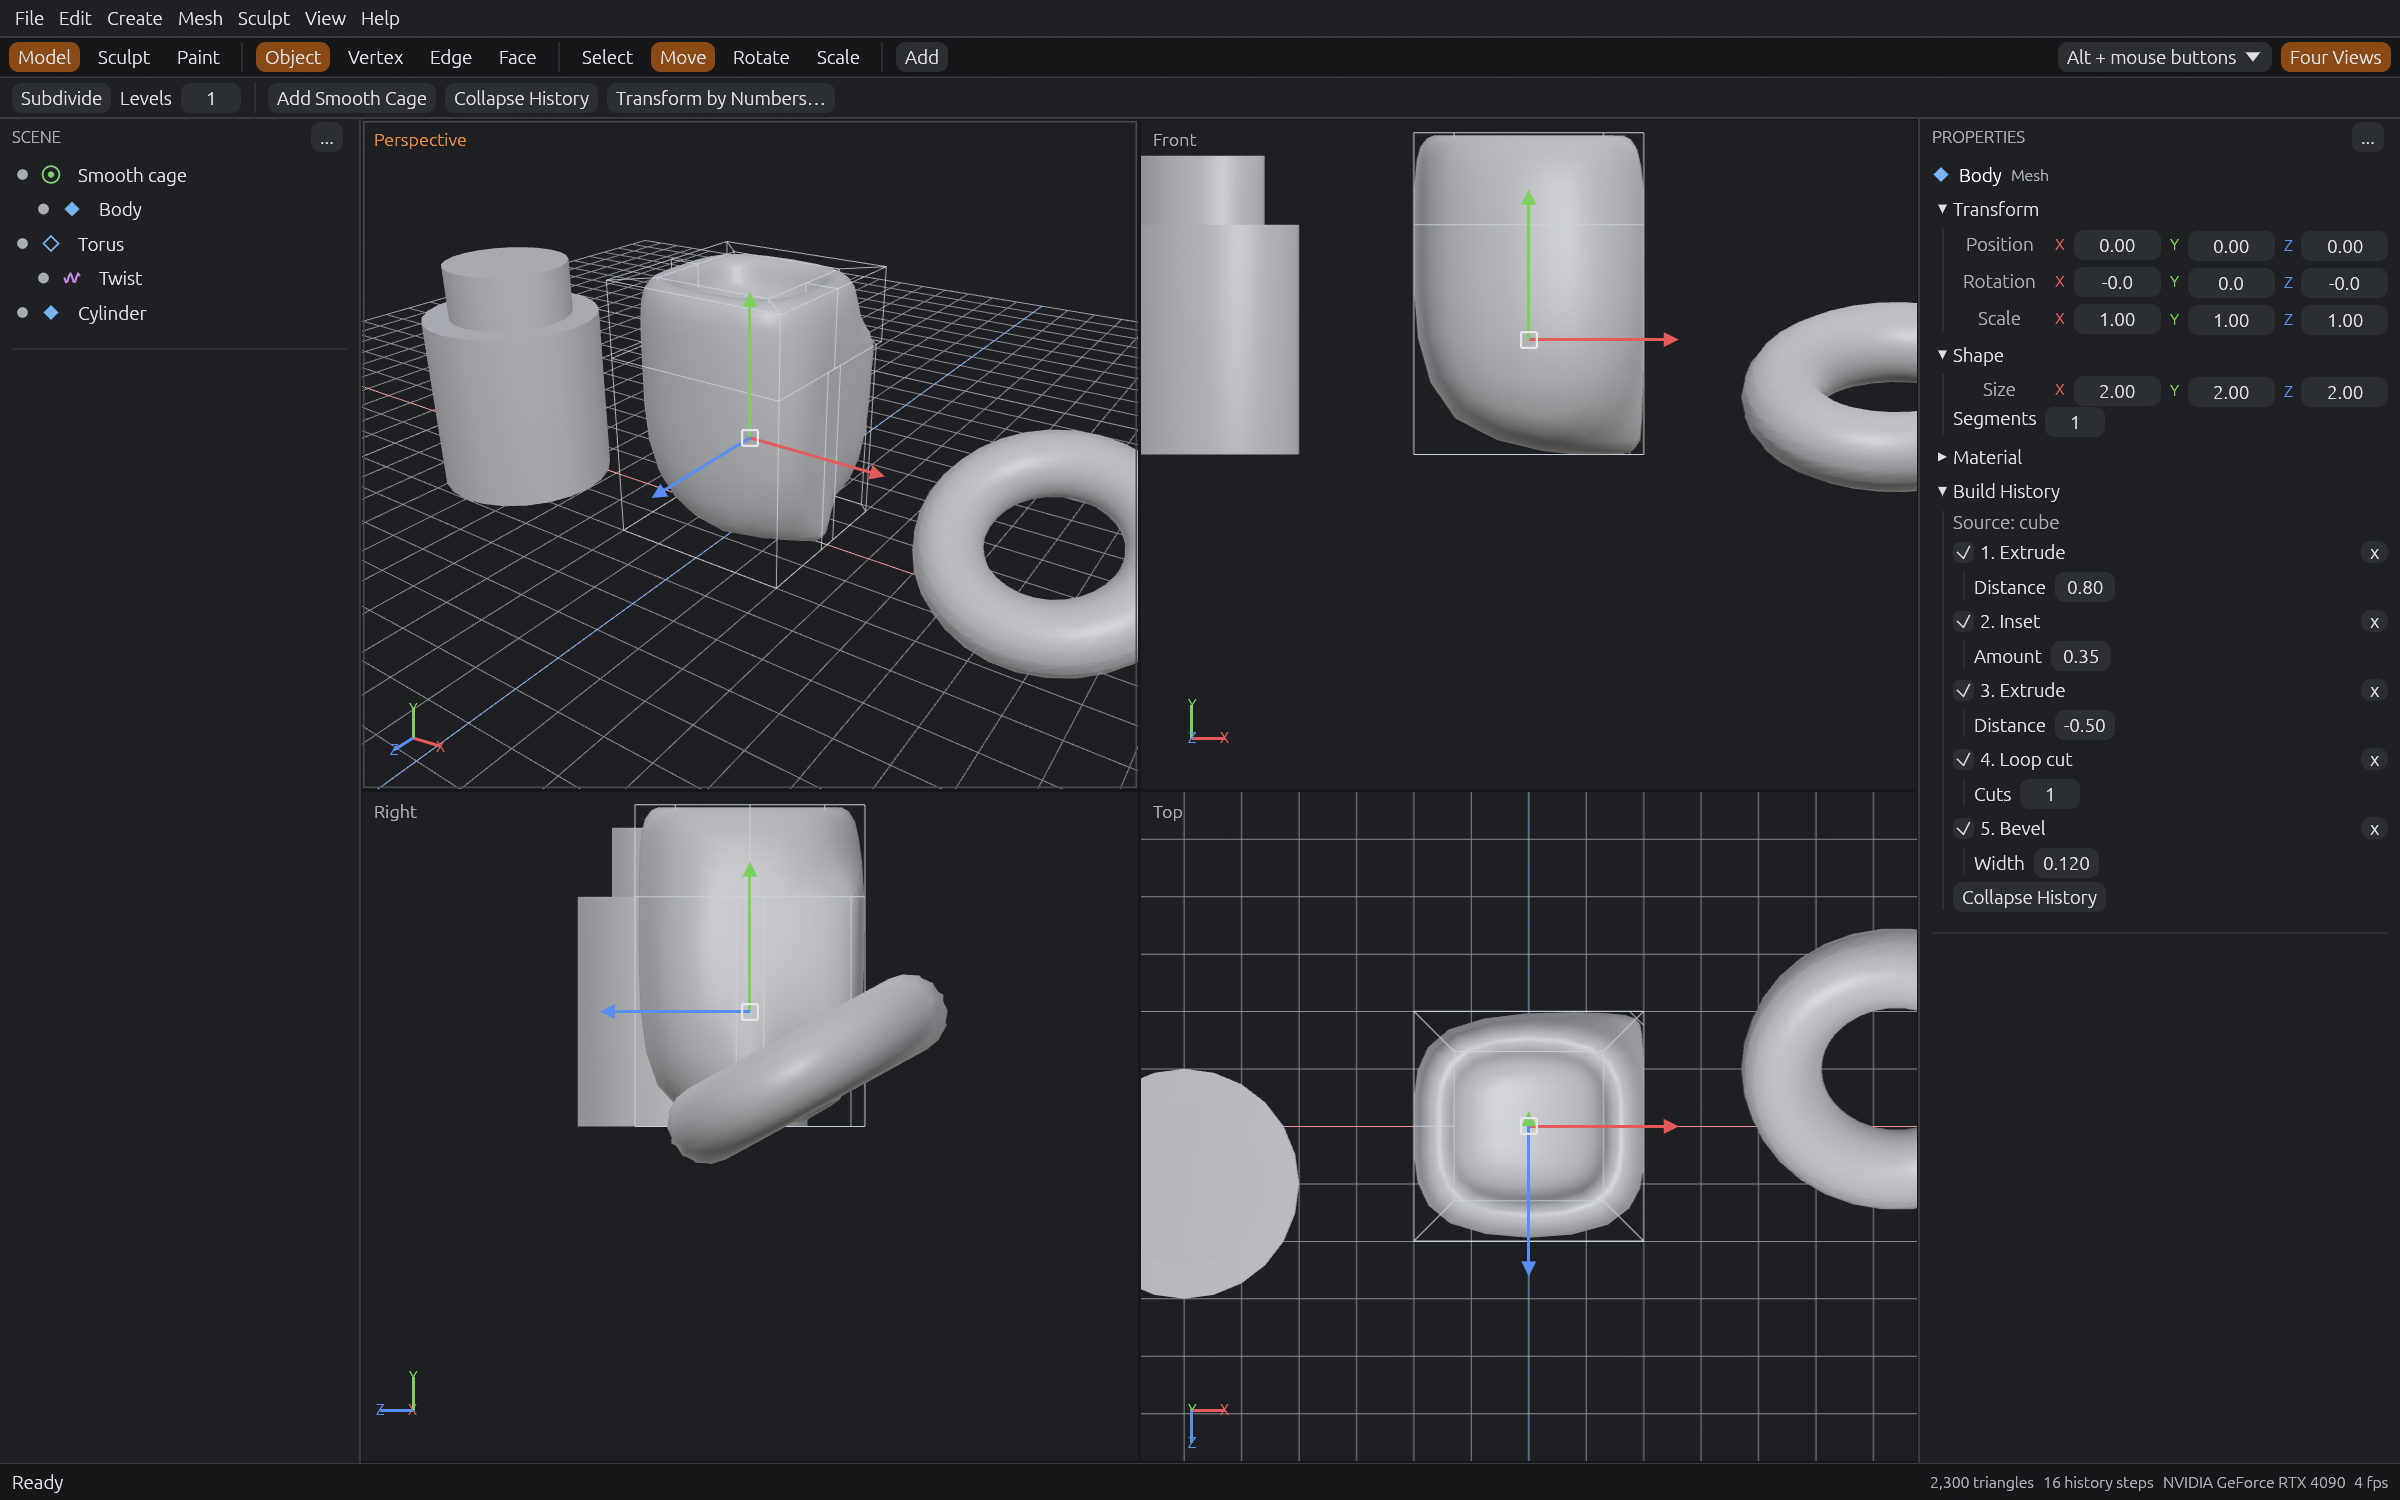 File Edit Create Mesh Sculpt View Help
Model Sculpt Paint Object Vertex Edge Face Select Move Rotate Scale Add Alt + mouse buttons Four Views
Subdivide Levels 1 Add Smooth Cage Collapse History Transform by Numbers...
SCENE ...
Smooth cage
Body
Torus
Twist
Cylinder
Perspective
Y
Z X
Front
Y
Z X
Right
Y
Z X
Top
Y X
Z
PROPERTIES ...
Body Mesh
Transform
Position X 0.00 Y 0.00 Z 0.00
Rotation X -0.0 Y 0.0 Z -0.0
Scale X 1.00 Y 1.00 Z 1.00
Shape
Size X 2.00 Y 2.00 Z 2.00
Segments 1
Material
Build History
Source: cube
1. Extrude x
Distance 0.80
2. Inset x
Amount 0.35
3. Extrude x
Distance -0.50
4. Loop cut x
Cuts 1
5. Bevel x
Width 0.120
Collapse History
Ready
2,300 triangles 16 history steps NVIDIA GeForce RTX 4090 4 fps